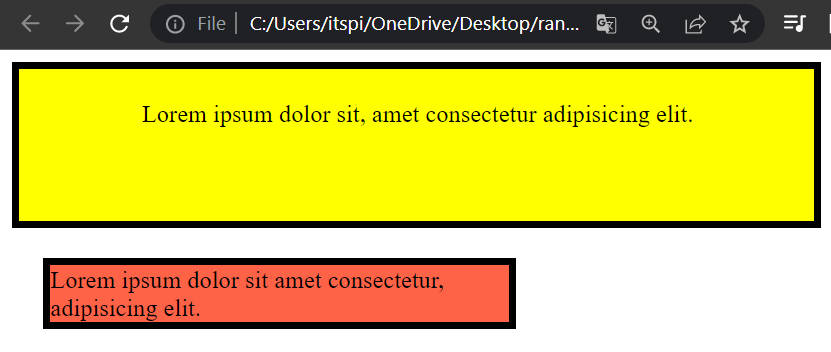 File
C:/Users/itspi/OneDrive/Desktop/ran...
Lorem ipsum dolor sit, amet consectetur adipisicing elit.
Lorem ipsum dolor sit amet consectetur,
adipisicing elit.